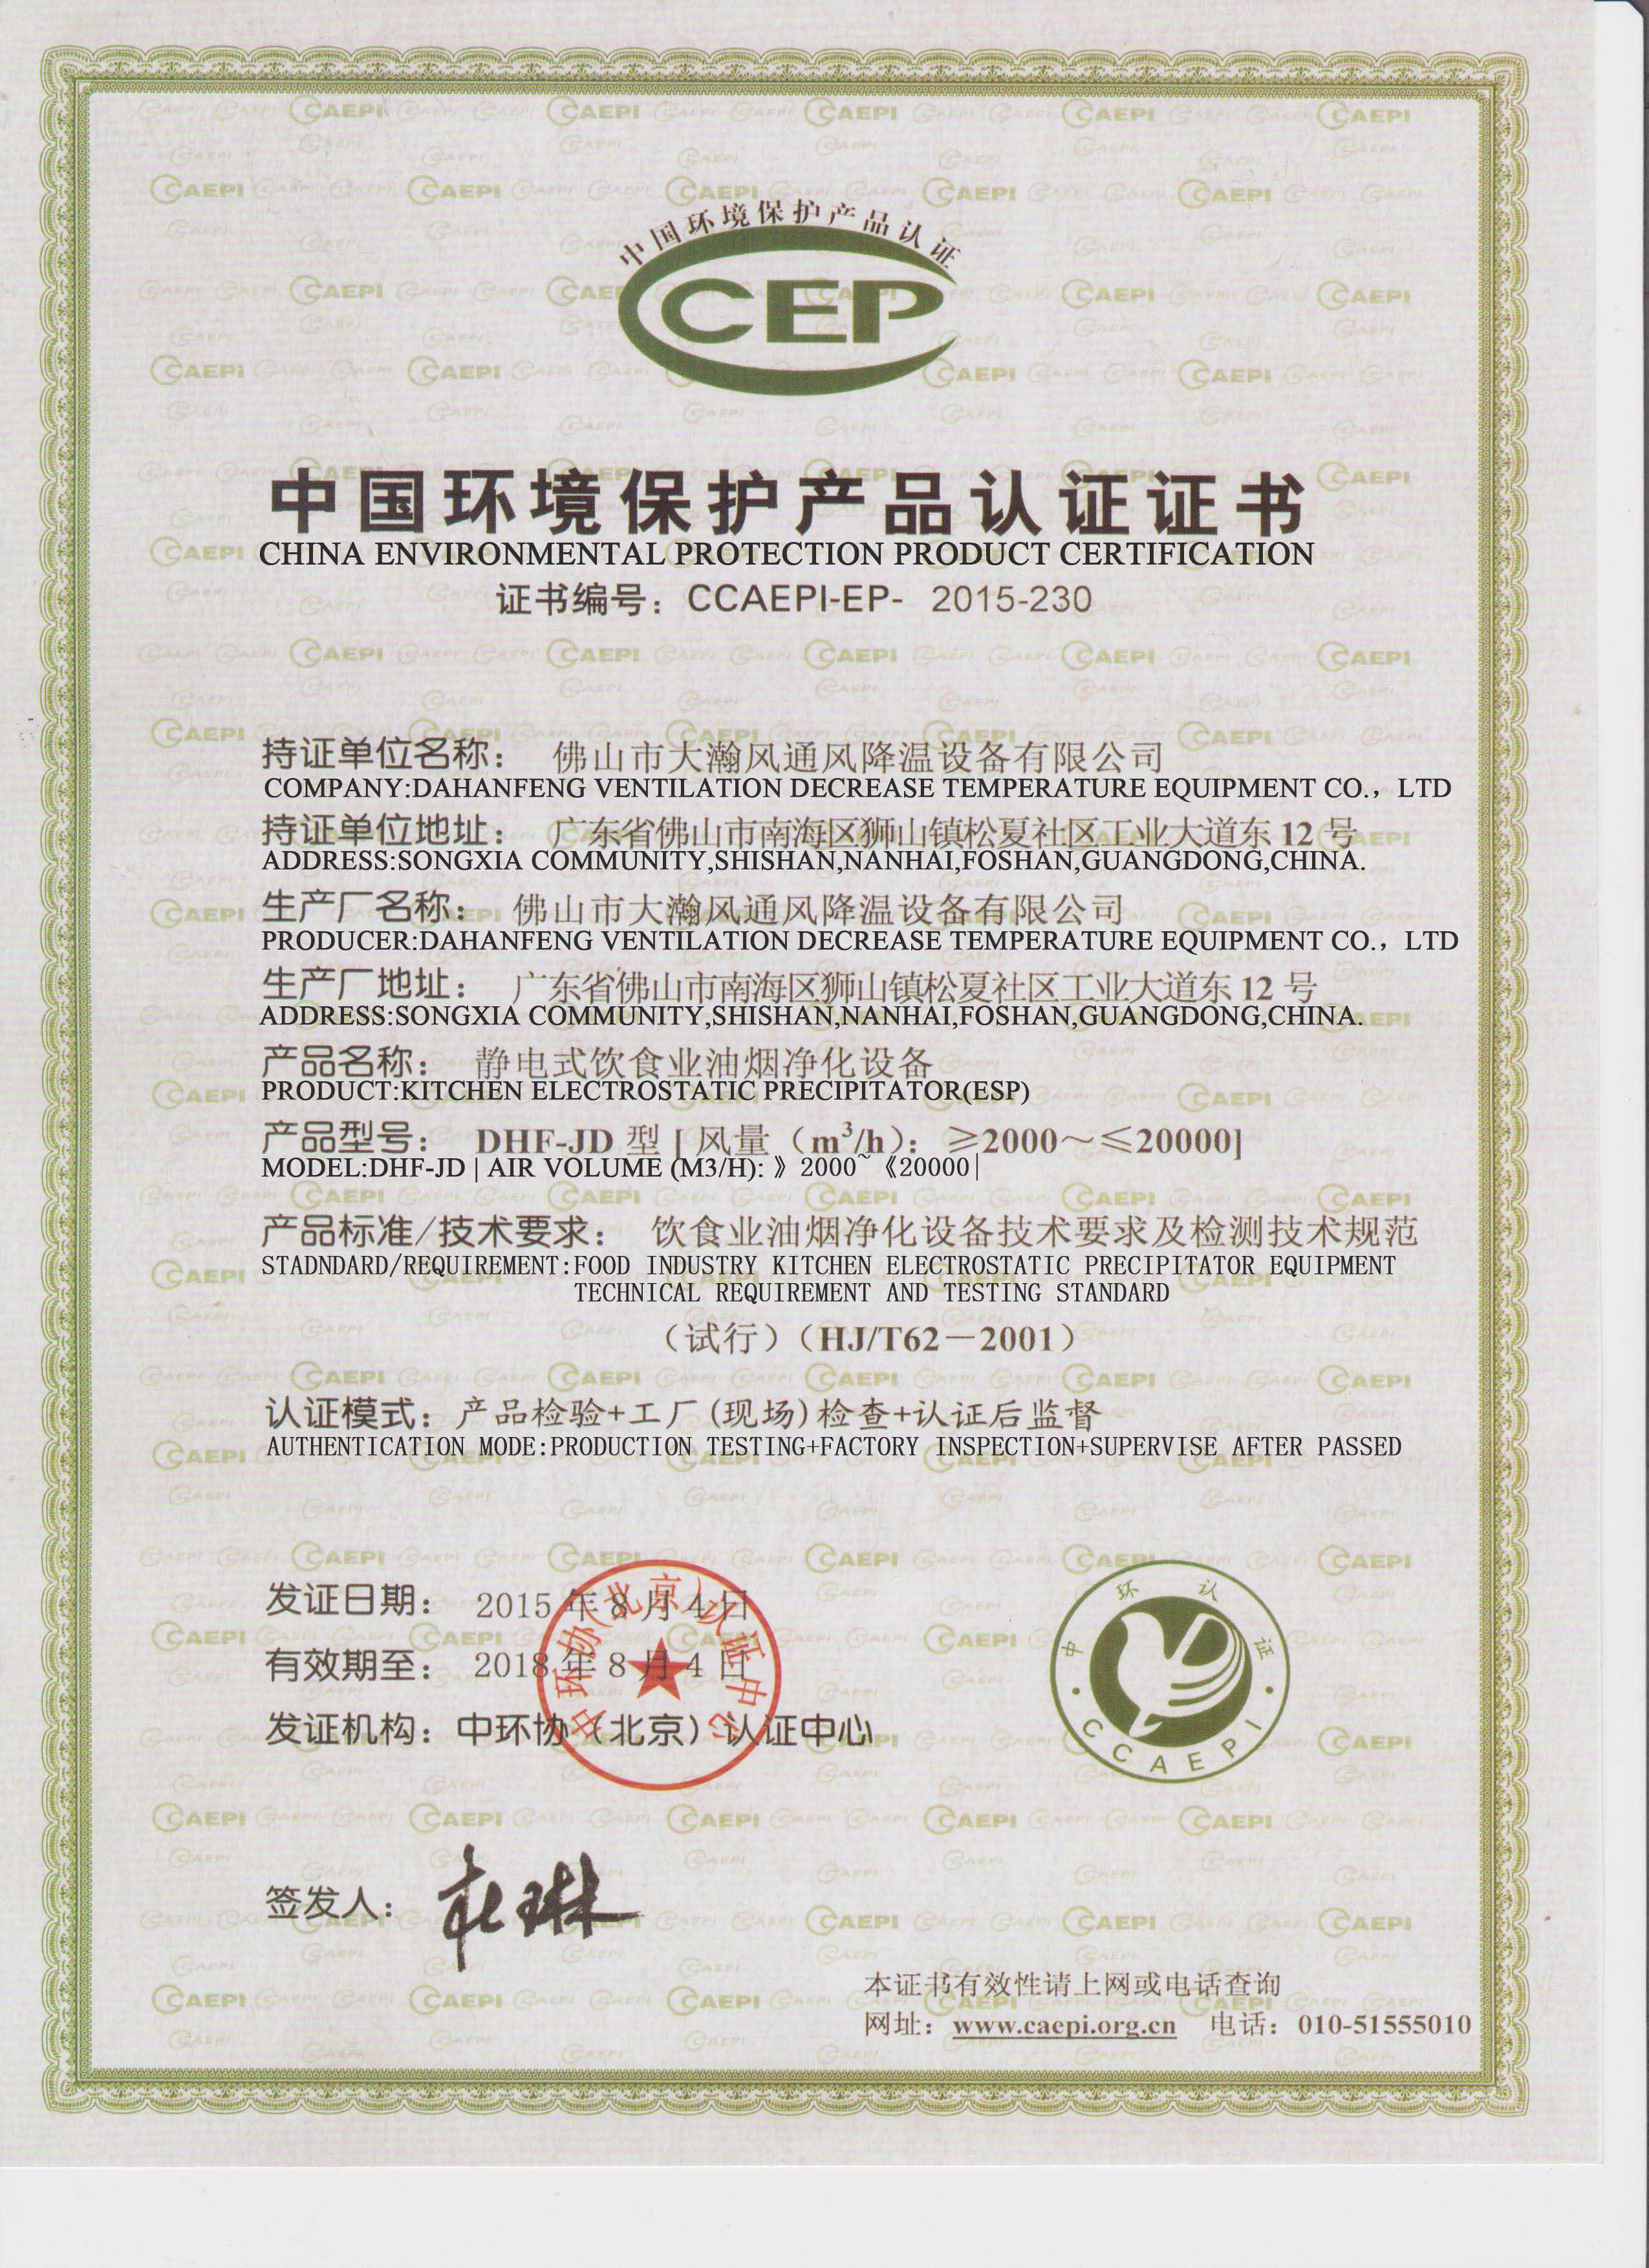 中国环境保护产品认证
CEP
中国环境保护产品认证证书
CHINA ENVIRONMENTAL PROTECTION PRODUCT CERTIFICATION
证书编号：CCAEPI-EP- 2015-230
持证单位名称： 佛山市大瀚风通风降温设备有限公司
COMPANY:DAHANFENG VENTILATION DECREASE TEMPERATURE EQUIPMENT CO.，LTD
持证单位地址： 广东省佛山市南海区狮山镇松夏社区工业大道东 12 号
ADDRESS:SONGXIA COMMUNITY,SHISHAN,NANHAI,FOSHAN,GUANGDONG,CHINA.
生产厂名称： 佛山市大瀚风通风降温设备有限公司
PRODUCER:DAHANFENG VENTILATION DECREASE TEMPERATURE EQUIPMENT CO.，LTD
生产厂地址： 广东省佛山市南海区狮山镇松夏社区工业大道东 12 号
ADDRESS:SONGXIA COMMUNITY,SHISHAN,NANHAI,FOSHAN,GUANGDONG,CHINA.
产品名称： 静电式饮食业油烟净化设备
PRODUCT:KITCHEN ELECTROSTATIC PRECIPITATOR(ESP)
产品型号： DHF-JD 型 [ 风量（m³/h）：≥2000～≤20000]
MODEL:DHF-JD | AIR VOLUME (M3/H): 》2000~《20000|
产品标准/技术要求： 饮食业油烟净化设备技术要求及检测技术规范
STADNDARD/REQUIREMENT:FOOD INDUSTRY KITCHEN ELECTROSTATIC PRECIPITATOR EQUIPMENT
TECHNICAL REQUIREMENT AND TESTING STANDARD
（试行）（HJ/T62－2001）
认证模式：产品检验+工厂(现场)检查+认证后监督
AUTHENTICATION MODE:PRODUCTION TESTING+FACTORY INSPECTION+SUPERVISE AFTER PASSED
发证日期： 2015 年 8 月 4 日
有效期至： 2018 年 8 月 4 日
发证机构：中环协（北京）认证中心
中环协(北京)认证中心
中环认证
CCAEPI
签发人：杜琳
本证书有效性请上网或电话查询
网址：www.caepi.org.cn 电话：010-51555010